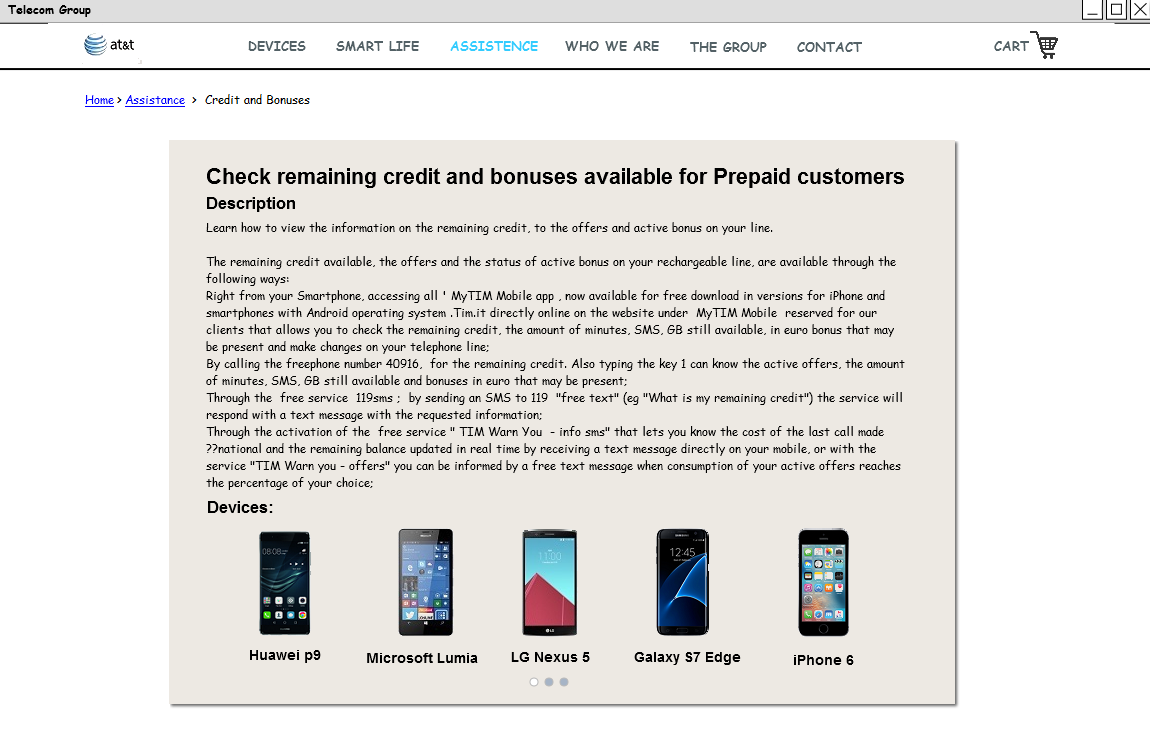 Telecom Group
at&t
DEVICES SMART LIFE ASSISTENCE WHO WE ARE THE GROUP CONTACT CART
Home > Assistance > Credit and Bonuses
Check remaining credit and bonuses available for Prepaid customers
Description
Learn how to view the information on the remaining credit, to the offers and active bonus on your line.
The remaining credit available, the offers and the status of active bonus on your rechargeable line, are available through the
following ways:
Right from your Smartphone, accessing all ' MyTIM Mobile app , now available for free download in versions for iPhone and
smartphones with Android operating system .Tim.it directly online on the website under MyTIM Mobile reserved for our
clients that allows you to check the remaining credit, the amount of minutes, SMS, GB still available, in euro bonus that may
be present and make changes on your telephone line;
By calling the freephone number 40916, for the remaining credit. Also typing the key 1 can know the active offers, the amount
of minutes, SMS, GB still available and bonuses in euro that may be present;
Through the free service 119sms ; by sending an SMS to 119 "free text" (eg "What is my remaining credit") the service will
respond with a text message with the requested information;
Through the activation of the free service " TIM Warn You - info sms" that lets you know the cost of the last call made
??national and the remaining balance updated in real time by receiving a text message directly on your mobile, or with the
service "TIM Warn you - offers" you can be informed by a free text message when consumption of your active offers reaches
the percentage of your choice;
Devices:
08:08
11:00
12:45
LG
Huawei p9
Microsoft Lumia
LG Nexus 5
Galaxy S7 Edge
iPhone 6